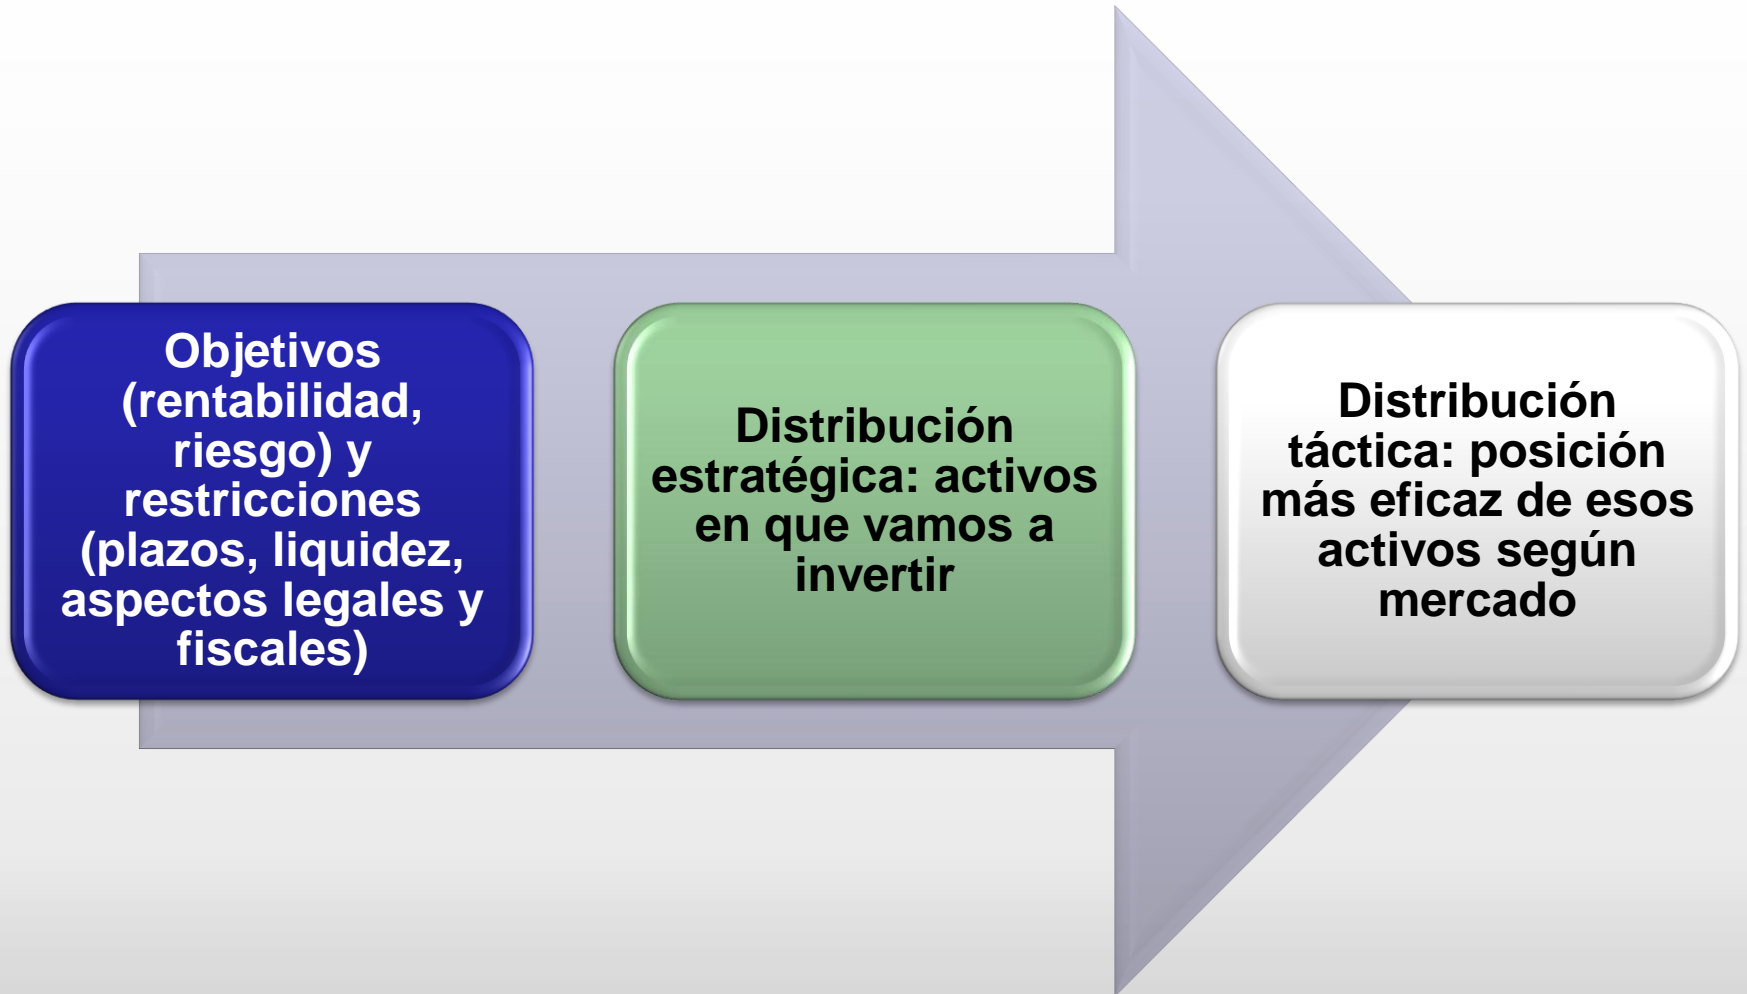 Objetivos
(rentabilidad,
riesgo) y
restricciones
(plazos, liquidez,
aspectos legales y
fiscales)
Distribución
estratégica: activos
en que vamos a
invertir
Distribución
táctica: posición
más eficaz de esos
activos según
mercado